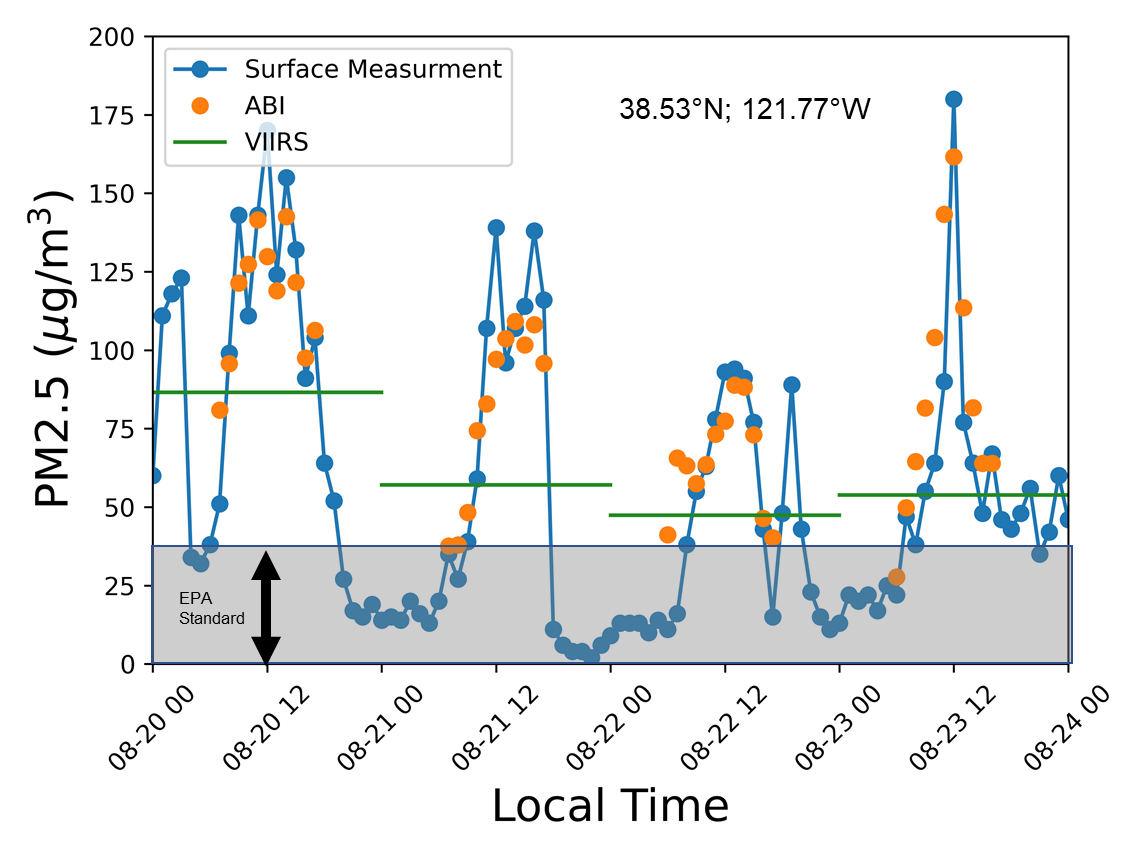 200
175
150
125
100
75
50
25
0
PM2.5 (μg/m³)
Surface Measurment
ABI
VIIRS
38.53°N; 121.77°W
EPA
Standard
08-20 00
08-20 12
08-21 00
08-21 12
08-22 00
08-22 12
08-23 00
08-23 12
08-24 00
Local Time